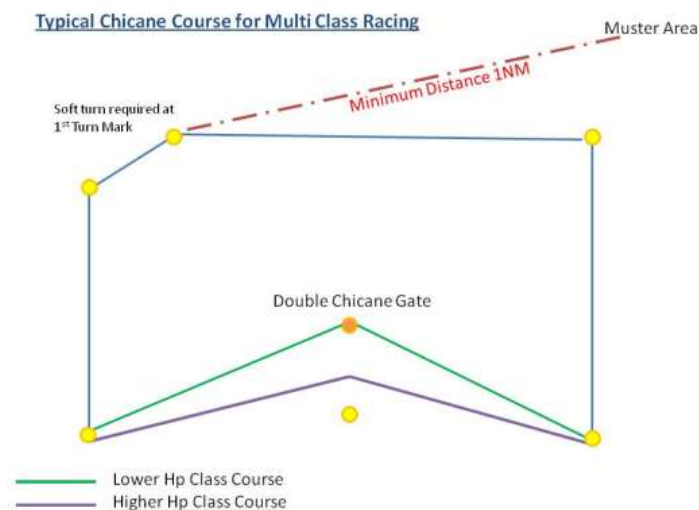 Typical Chicane Course for Multi Class Racing
Muster Area
Minimum Distance 1NM
Soft turn required at
1st Turn Mark
Double Chicane Gate
Lower Hp Class Course
Higher Hp Class Course